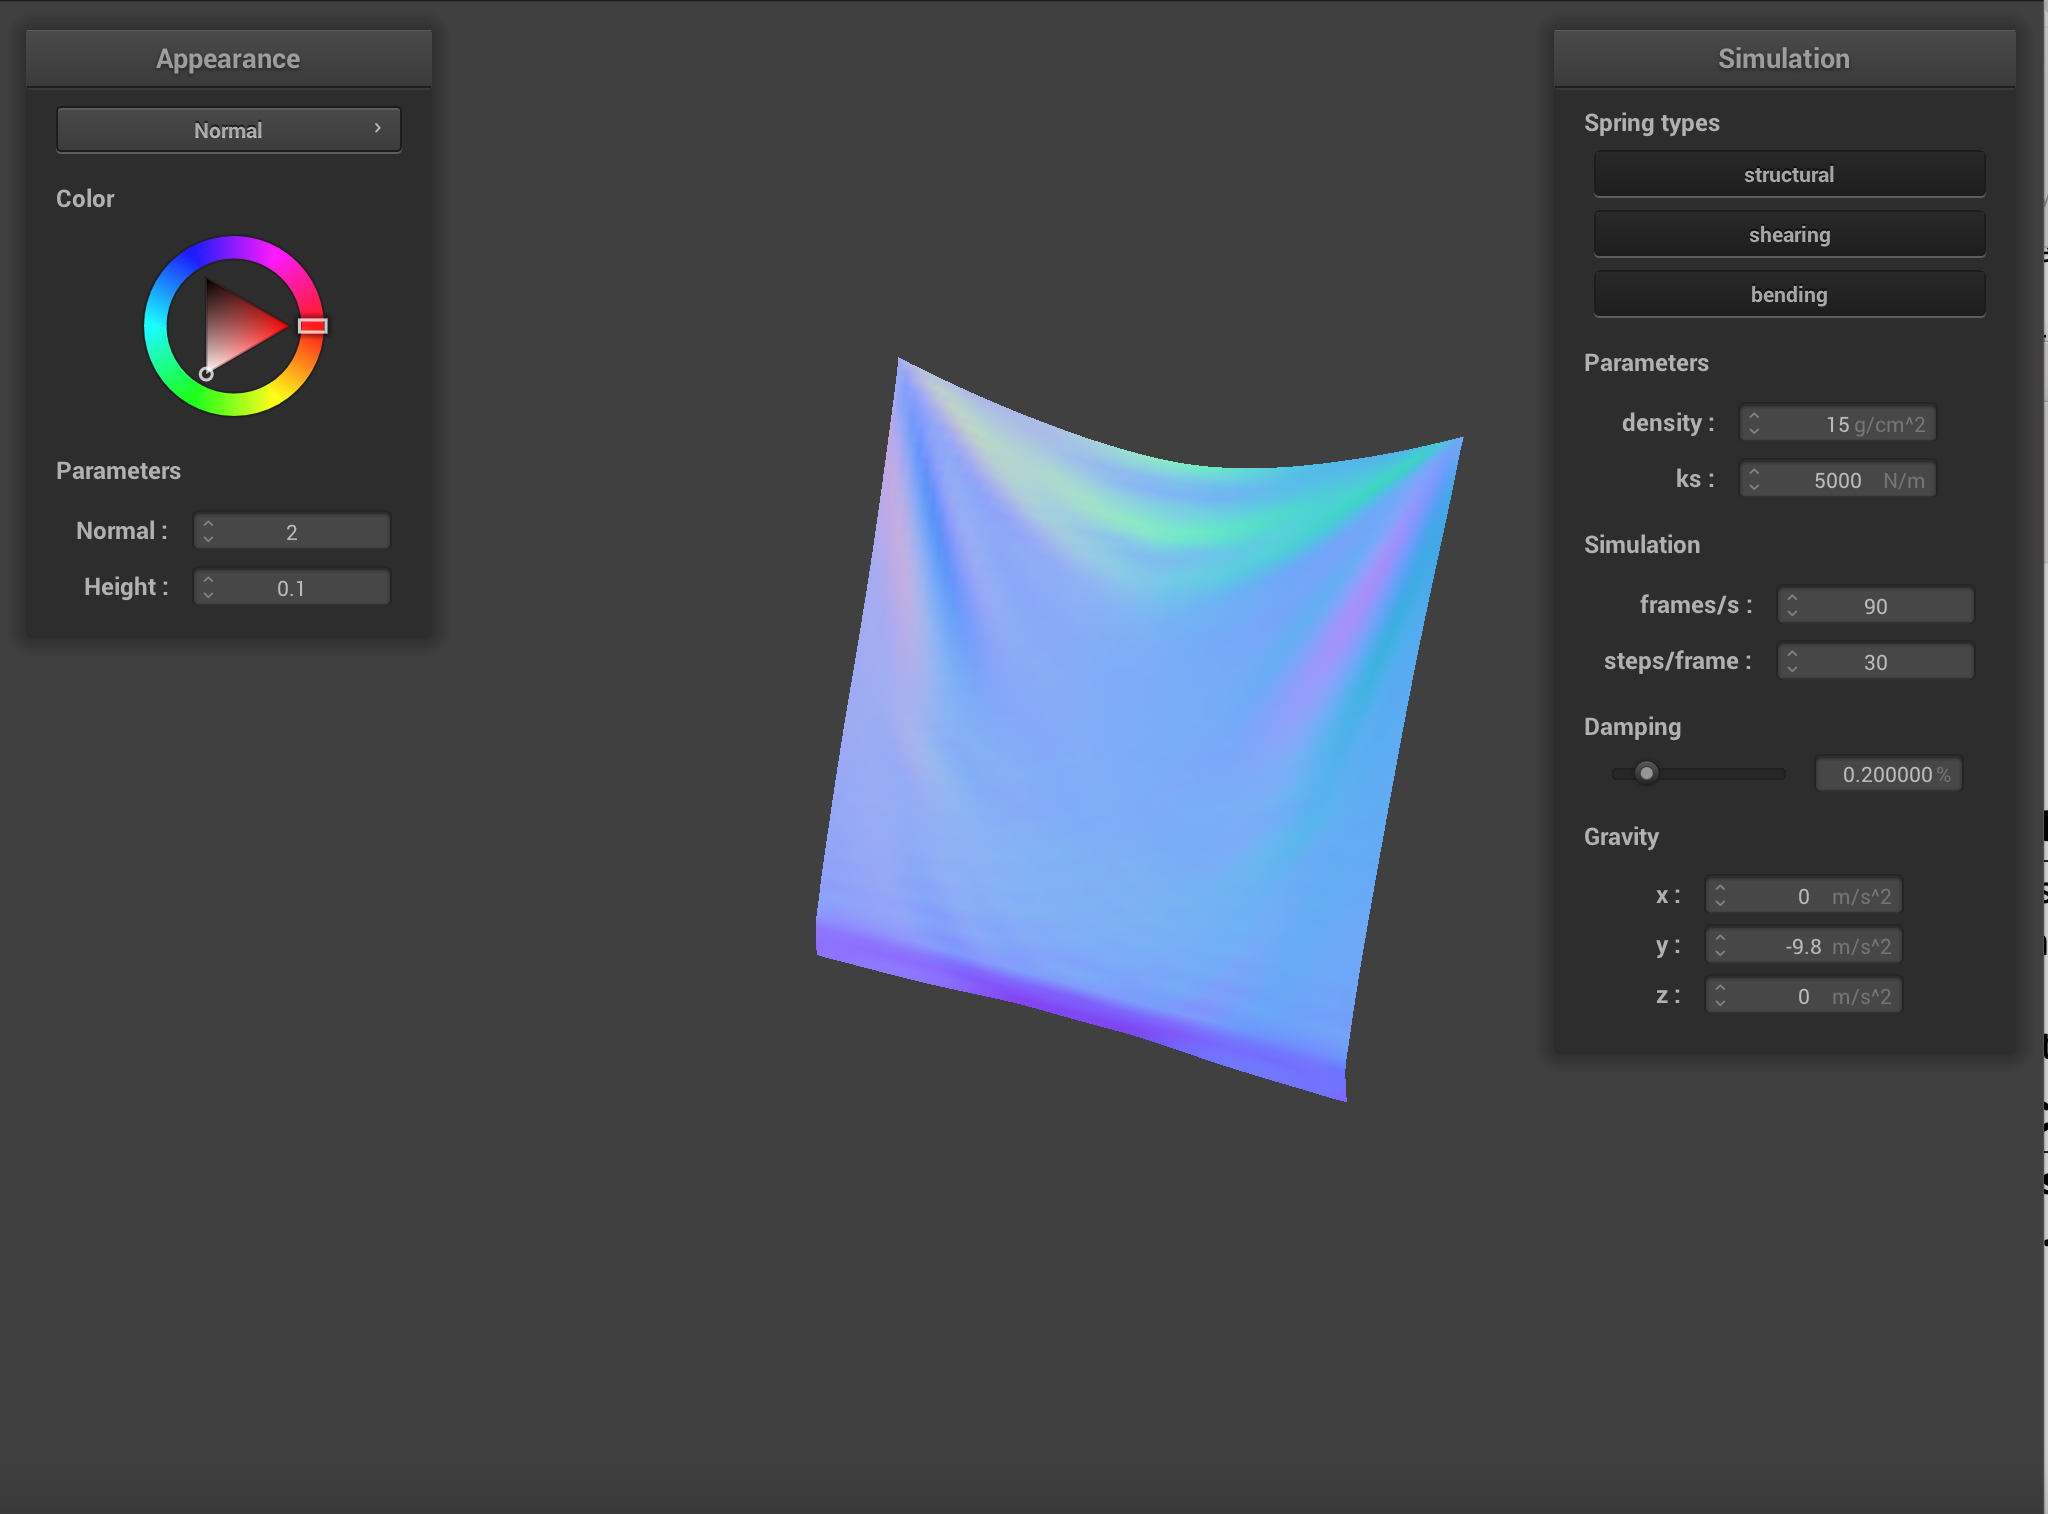 Appearance
Normal
Color
Parameters
Normal : 2
Height : 0.1
Simulation
Spring types
structural
shearing
bending
Parameters
density : 15 g/cm^2
ks : 5000 N/m
Simulation
frames/s : 90
steps/frame : 30
Damping
0.200000 %
Gravity
x : 0 m/s^2
y : -9.8 m/s^2
z : 0 m/s^2